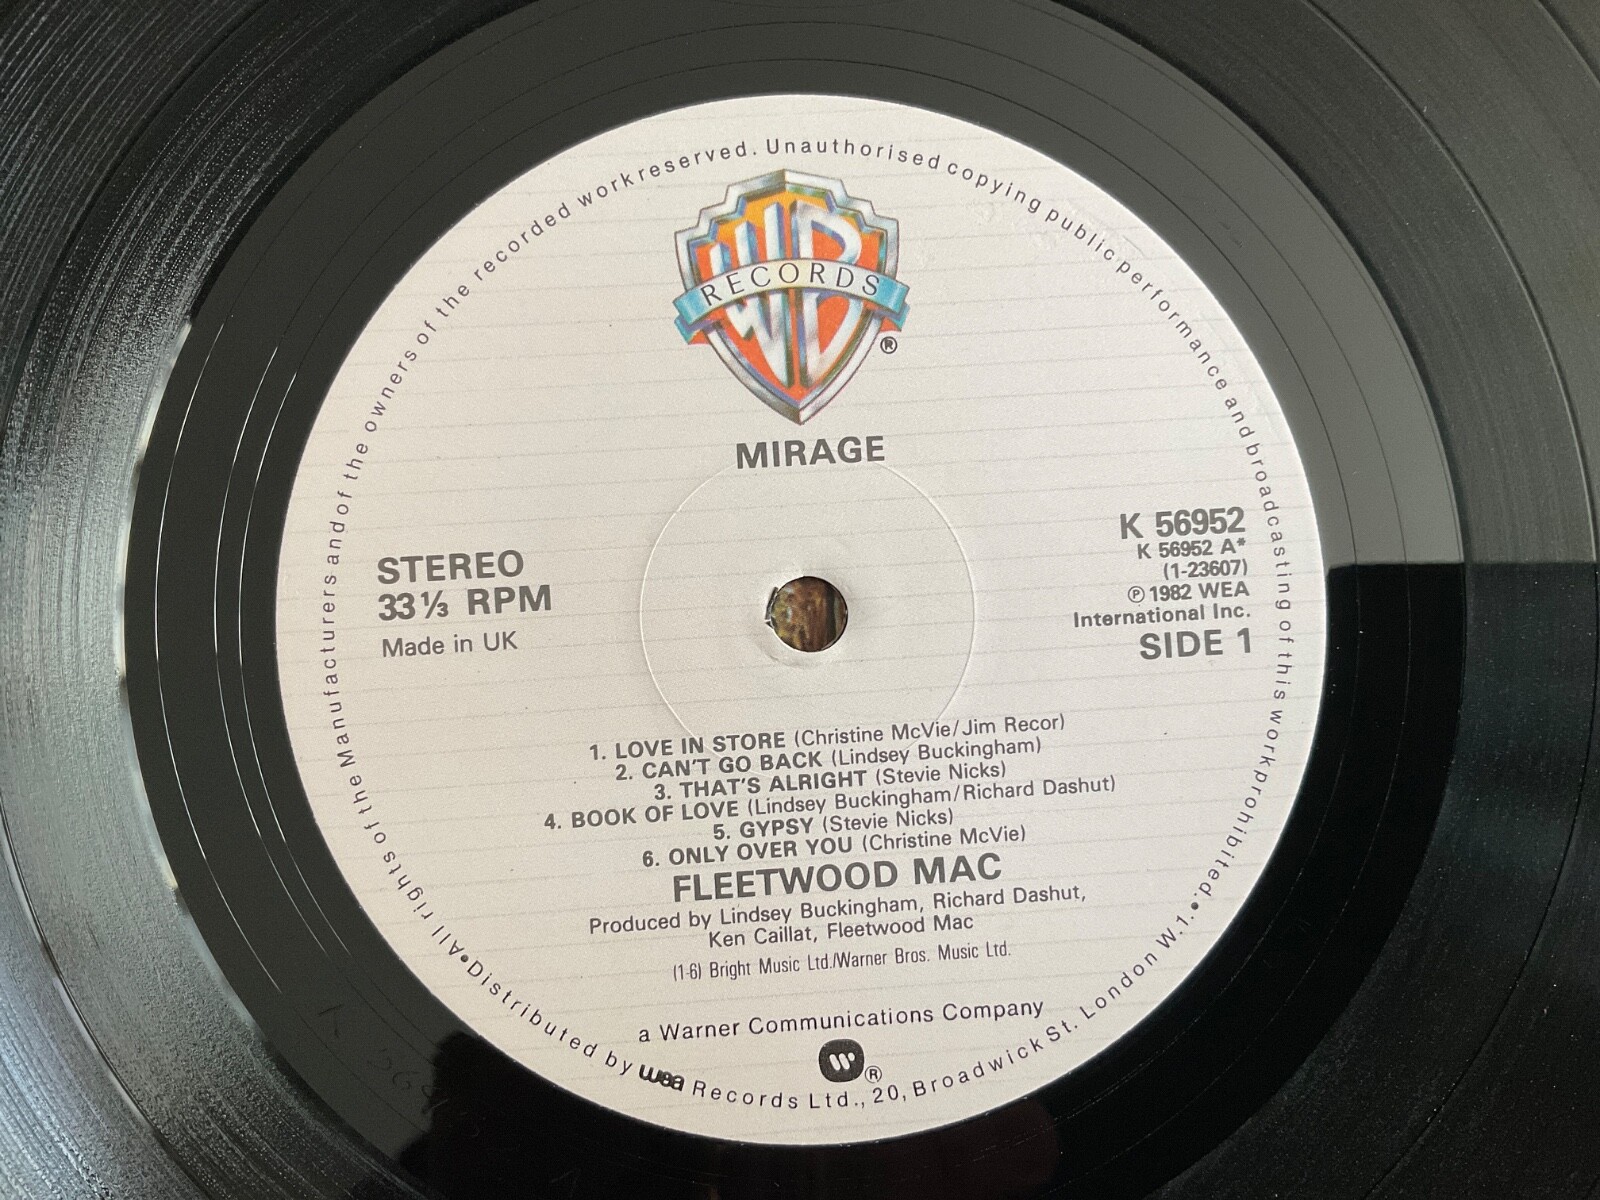 All rights of the Manufacturers and of the owners of the recorded work reserved. Unauthorised copying public performance and broadcasting of this work prohibited.
WB
RECORDS
®
MIRAGE
STEREO
33⅓ RPM
Made in UK
K 56952
K 56952 A*
(1-23607)
℗ 1982 WEA
International Inc.
SIDE 1
1. LOVE IN STORE (Christine McVie/Jim Recor)
2. CAN'T GO BACK (Lindsey Buckingham)
3. THAT'S ALRIGHT (Stevie Nicks)
4. BOOK OF LOVE (Lindsey Buckingham/Richard Dashut)
5. GYPSY (Stevie Nicks)
6. ONLY OVER YOU (Christine McVie)
FLEETWOOD MAC
Produced by Lindsey Buckingham, Richard Dashut,
Ken Caillat, Fleetwood Mac
(1-6) Bright Music Ltd./Warner Bros. Music Ltd.
a Warner Communications Company
®
•Distributed by wea Records Ltd., 20, Broadwick St. London W.1.•